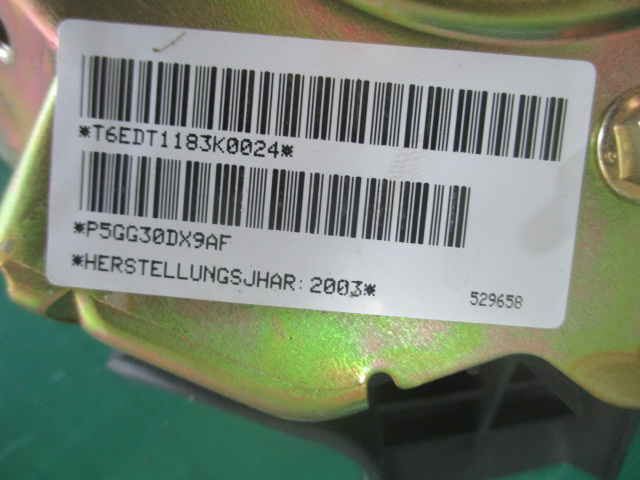 *T6EDT1183K0024*
*P5GG30DX9AF
*HERSTELLUNGSJHAR:2003*
529658